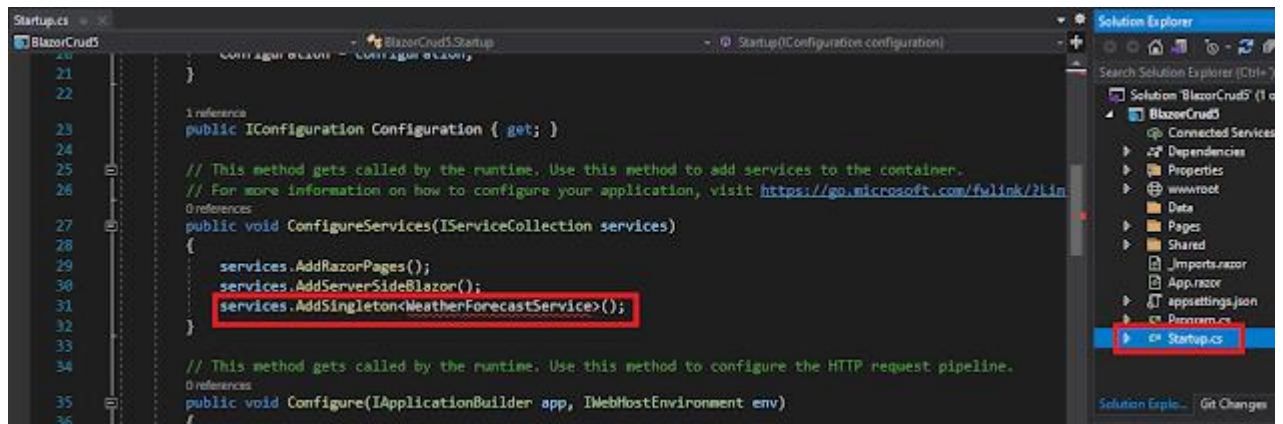 Startup.cs
BlazorCrud5
BlazorCrud5.Startup
Startup(IConfiguration configuration)
20 Configuration = configuration;
21 }
22
1 reference
23 public IConfiguration Configuration { get; }
24
25 // This method gets called by the runtime. Use this method to add services to the container.
26 // For more information on how to configure your application, visit https://go.microsoft.com/fwlink/?Lin
0 references
27 public void ConfigureServices(IServiceCollection services)
28 {
29 services.AddRazorPages();
30 services.AddServerSideBlazor();
31 services.AddSingleton<WeatherForecastService>();
32 }
33
34 // This method gets called by the runtime. Use this method to configure the HTTP request pipeline.
0 references
35 public void Configure(IApplicationBuilder app, IWebHostEnvironment env)
36 {
Solution Explorer
Search Solution Explorer (Ctrl+
Solution 'BlazorCrud5' (1 o
BlazorCrud5
Connected Services
Dependencies
Properties
wwwroot
Data
Pages
Shared
_Imports.razor
App.razor
appsettings.json
C# Program.cs
C# Startup.cs
Solution Explo...
Git Changes